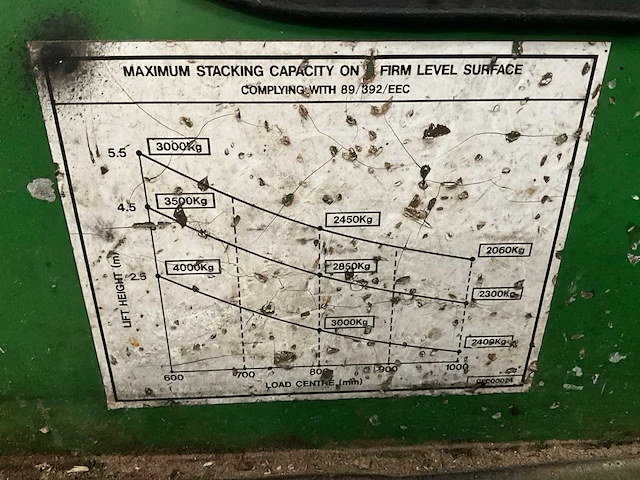 MAXIMUM STACKING CAPACITY ON FIRM LEVEL SURFACE
COMPLYING WITH 89/392/EEC
5.5 3000Kg
4.5 3500Kg 2450Kg
2060Kg
2.5 4000Kg 2850Kg
2300Kg
3000Kg
2400Kg
LIFT HEIGHT (m)
600 700 800 900 1000
LOAD CENTRE (mm)